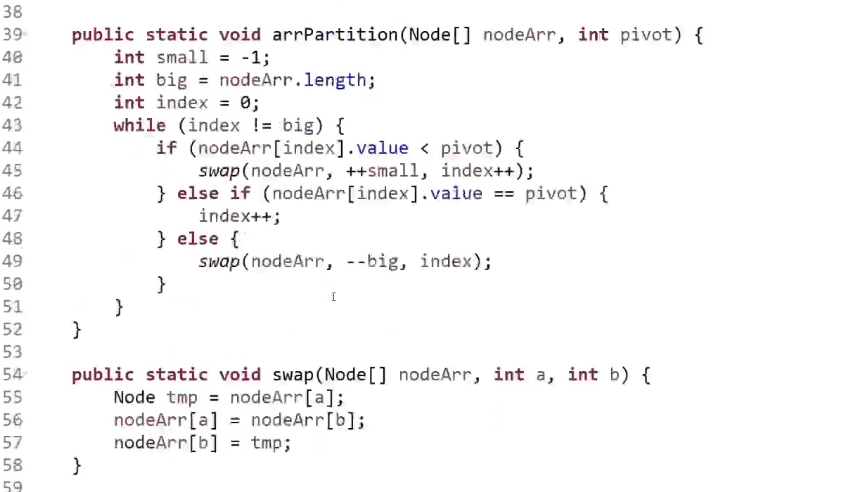 38
39 public static void arrPartition(Node[] nodeArr, int pivot) {
40 int small = -1;
41 int big = nodeArr.length;
42 int index = 0;
43 while (index != big) {
44 if (nodeArr[index].value < pivot) {
45 swap(nodeArr, ++small, index++);
46 } else if (nodeArr[index].value == pivot) {
47 index++;
48 } else {
49 swap(nodeArr, --big, index);
50 }
51 }
52 }
53
54 public static void swap(Node[] nodeArr, int a, int b) {
55 Node tmp = nodeArr[a];
56 nodeArr[a] = nodeArr[b];
57 nodeArr[b] = tmp;
58 }
59